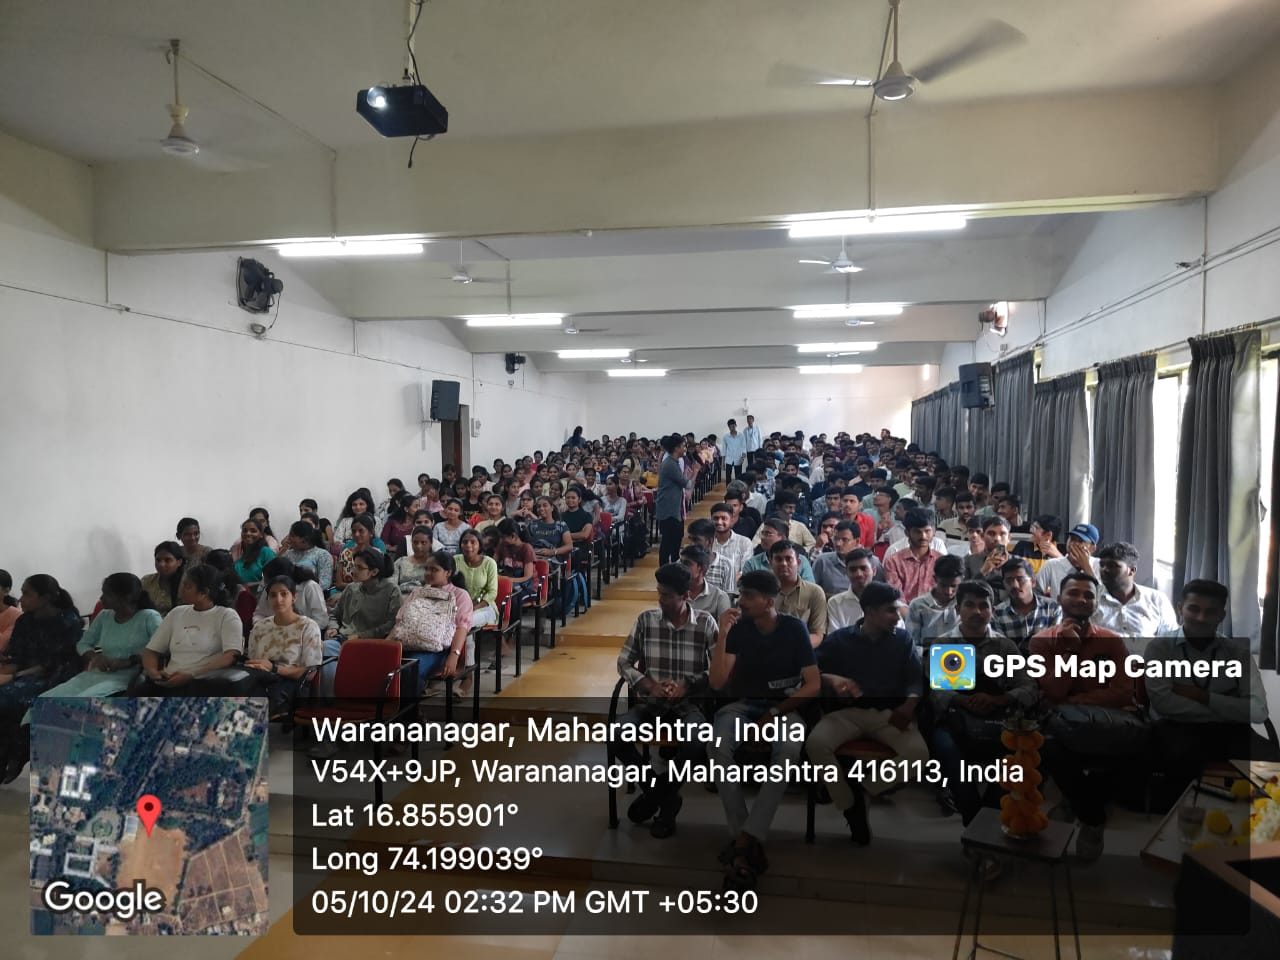 GPS Map Camera
Warananagar, Maharashtra, India
V54X+9JP, Warananagar, Maharashtra 416113, India
Lat 16.855901°
Long 74.199039°
05/10/24 02:32 PM GMT +05:30
Google